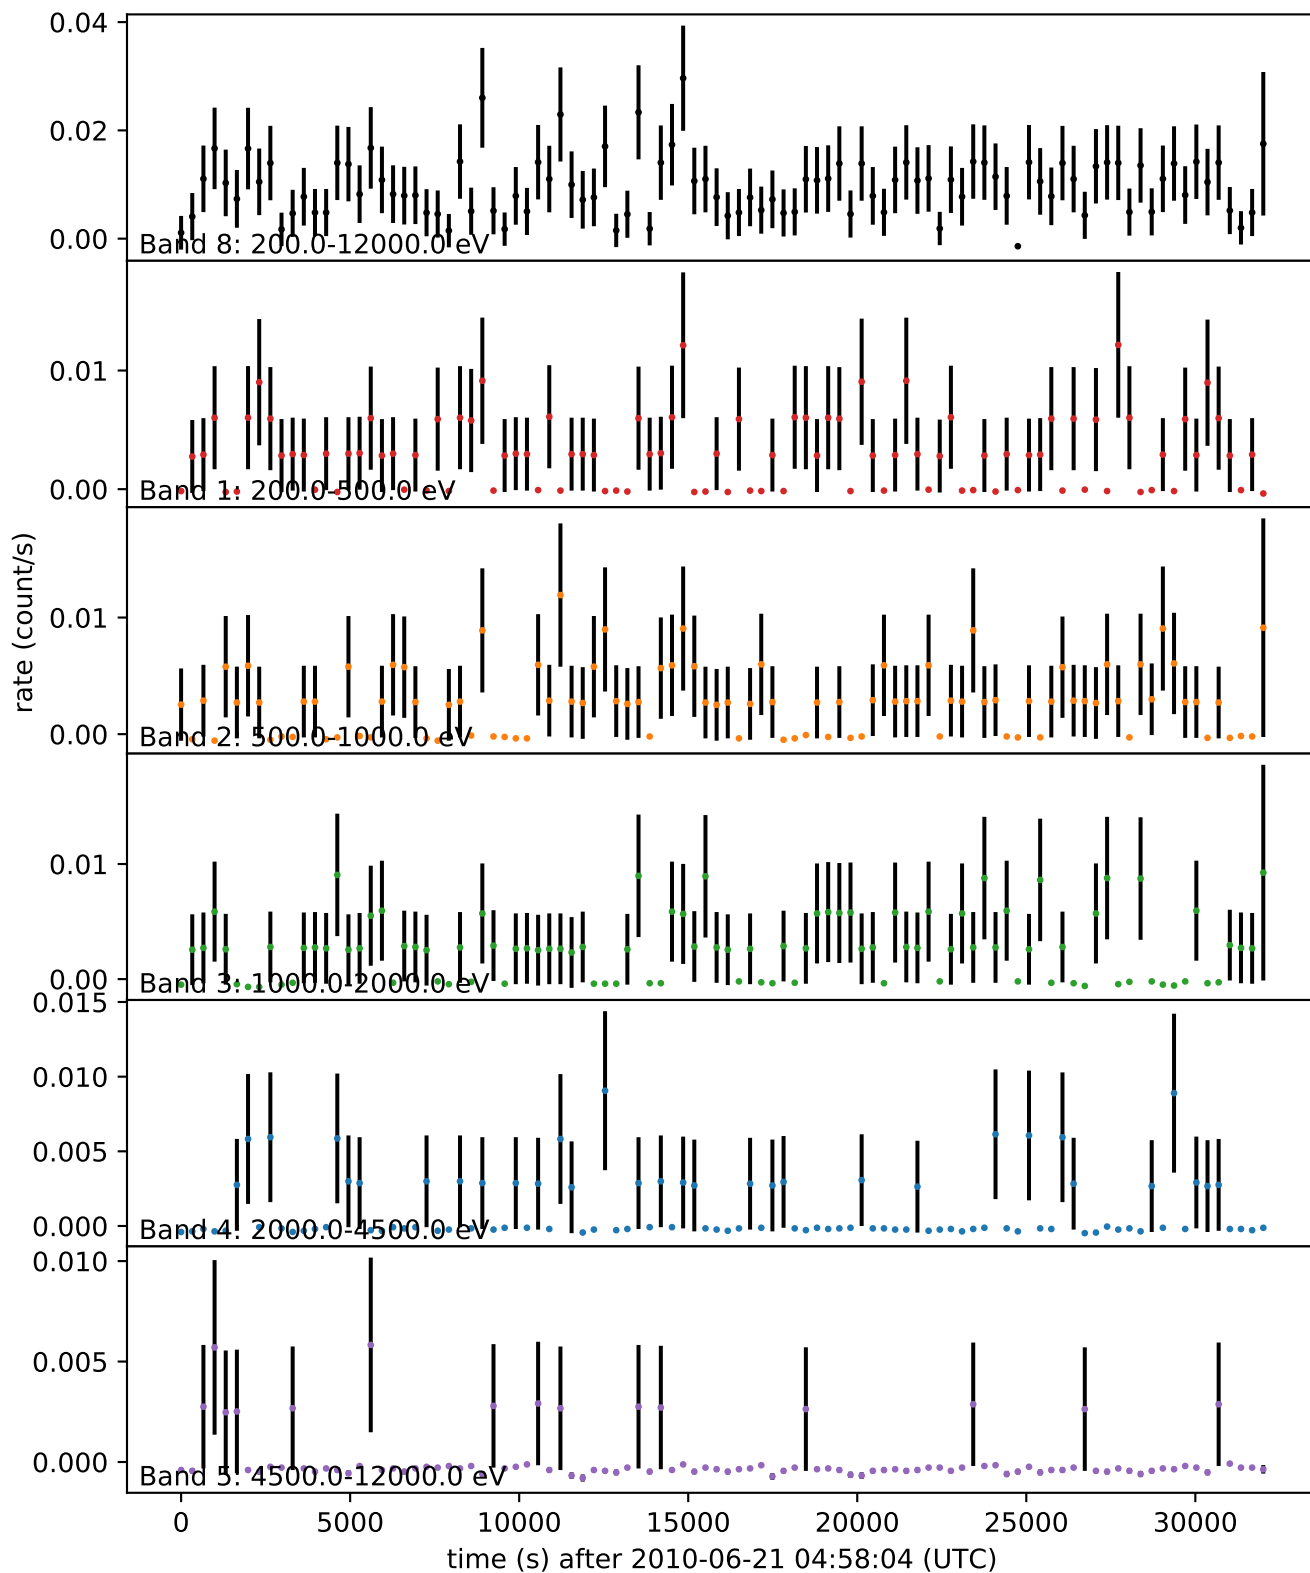 0.04
0.02
0.00
Band 8: 200.0-12000.0 eV
0.01
0.00
Band 1: 200.0-500.0 eV
rate (count/s)
0.01
0.00
Band 2: 500.0-1000.0 eV
0.01
0.00
Band 3: 1000.0-2000.0 eV
0.015
0.010
0.005
0.000
Band 4: 2000.0-4500.0 eV
0.010
0.005
0.000
Band 5: 4500.0-12000.0 eV
0 5000 10000 15000 20000 25000 30000
time (s) after 2010-06-21 04:58:04 (UTC)